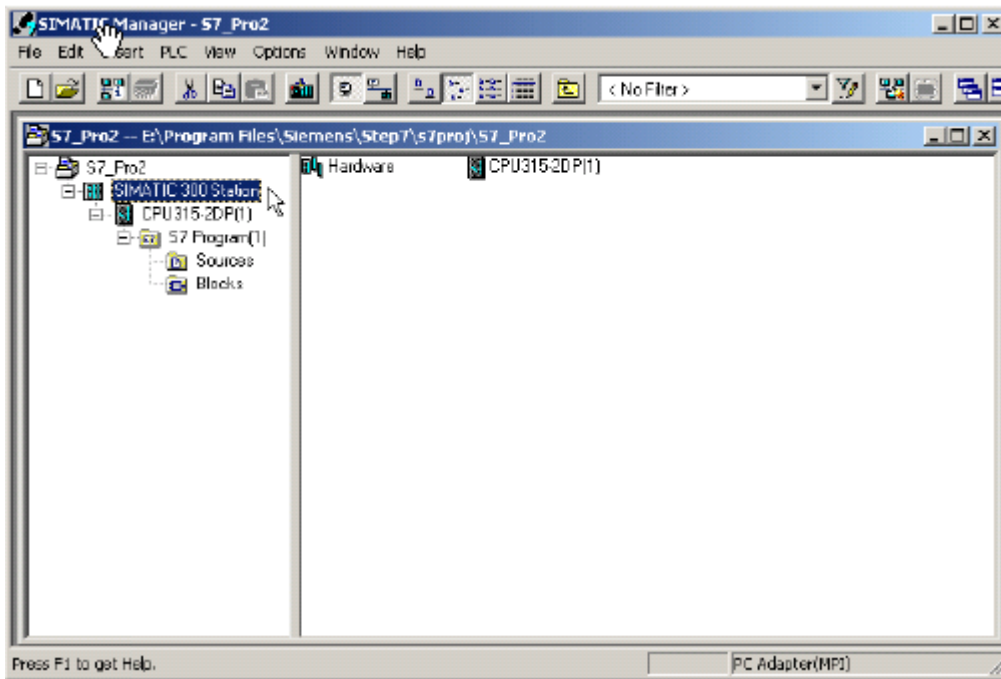 SIMATIC Manager - S7_Pro2
File Edit Insert PLC View Options Window Help
< No Filter >
S7_Pro2 -- E:\Program Files\Siemens\Step7\s7proj\S7_Pro2
S7_Pro2
SIMATIC 300 Station
CPU315-2DP(1)
S7 Program(1)
Sources
Blocks
Hardware
CPU315-2DP(1)
Press F1 to get Help.
PC Adapter(MPI)